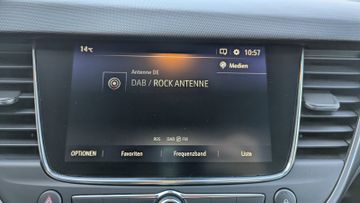 14°C
10:57
Medien
Antenne DE
DAB / ROCK ANTENNE
RDS DAB FM
OPTIONEN Favoriten Frequenzband Liste